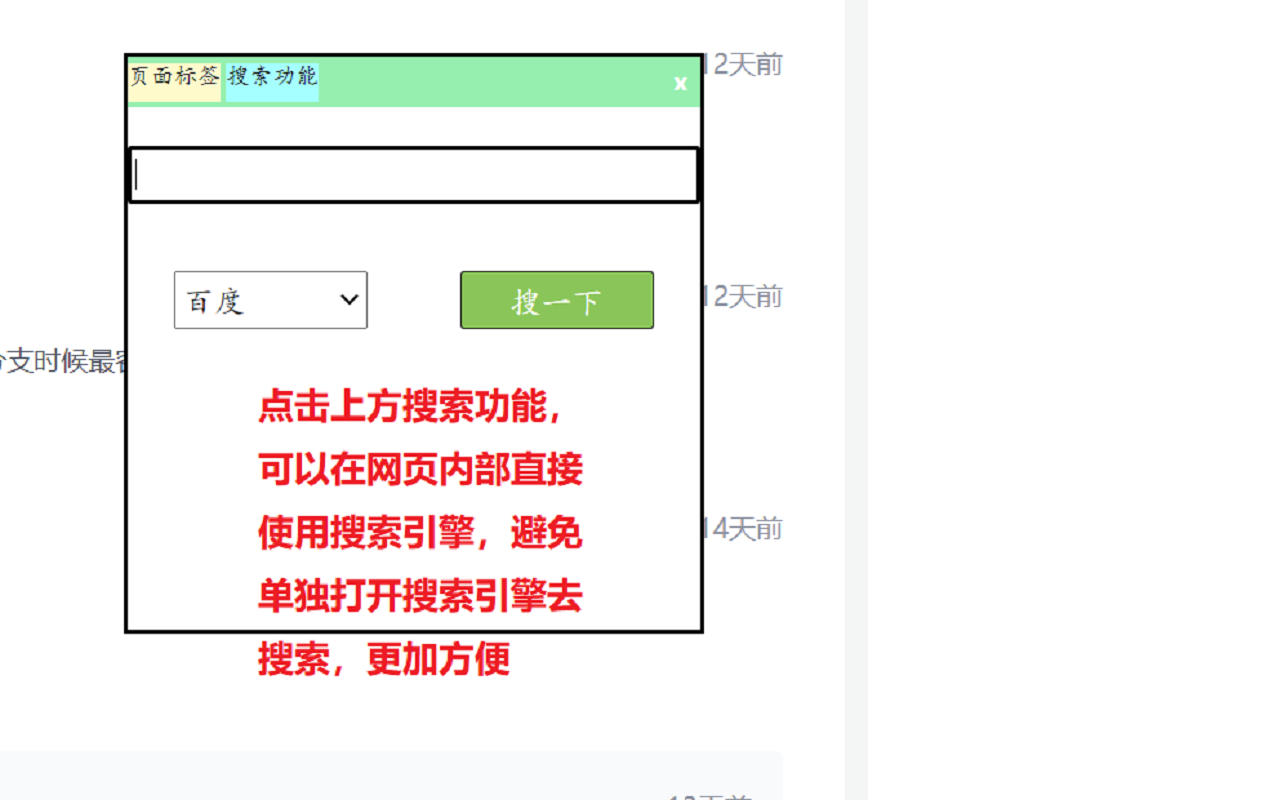 12天前
页面标签 搜索功能 x
12天前
百度 搜一下
支时候最
点击上方搜索功能，
可以在网页内部直接
使用搜索引擎，避免
14天前
单独打开搜索引擎去
搜索，更加方便